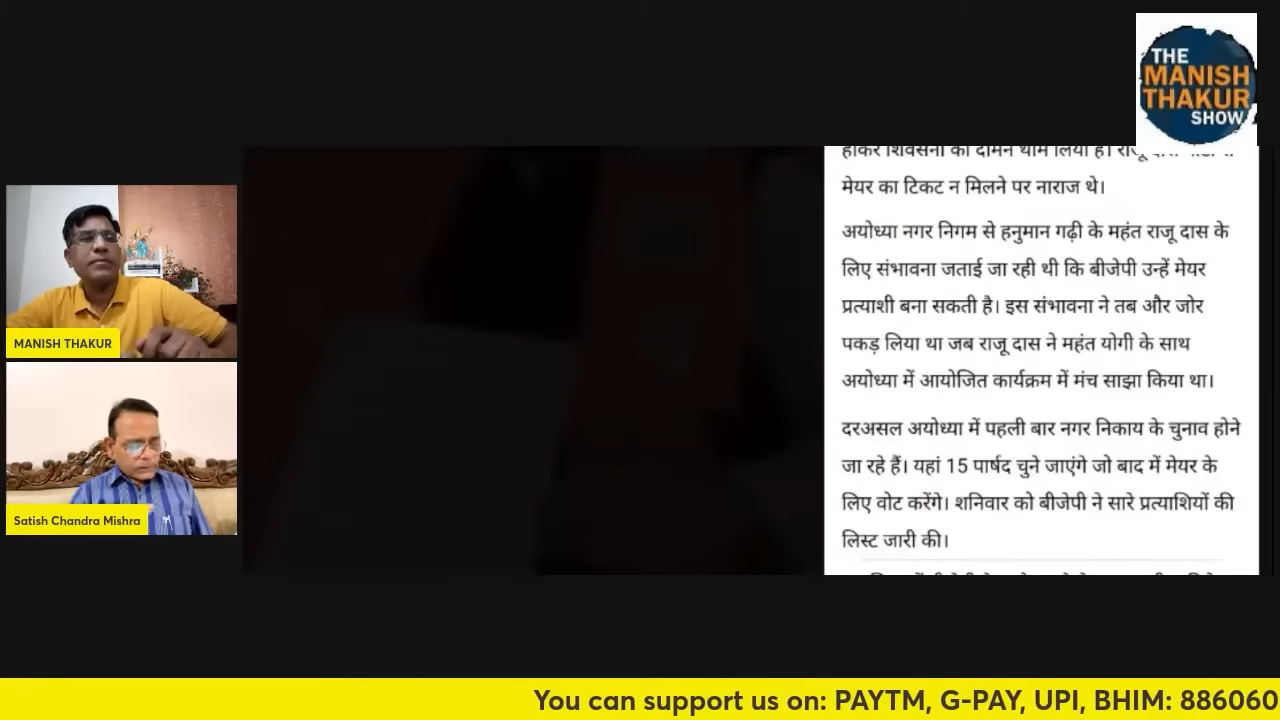 THE
MANISH
THAKUR
SHOW
मेयर का टिकट न मिलने पर नाराज थे।
अयोध्या नगर निगम से हनुमान गढ़ी के महंत राजू दास के
लिए संभावना जताई जा रही थी कि बीजेपी उन्हें मेयर
प्रत्याशी बना सकती है। इस संभावना ने तब और जोर
पकड़ लिया था जब राजू दास ने महंत योगी के साथ
अयोध्या में आयोजित कार्यक्रम में मंच साझा किया था।
दरअसल अयोध्या में पहली बार नगर निकाय के चुनाव होने
जा रहे हैं। यहां 15 पार्षद चुने जाएंगे जो बाद में मेयर के
लिए वोट करेंगे। शनिवार को बीजेपी ने सारे प्रत्याशियों की
लिस्ट जारी की।
MANISH THAKUR
Satish Chandra Mishra
You can support us on: PAYTM, G-PAY, UPI, BHIM: 886060